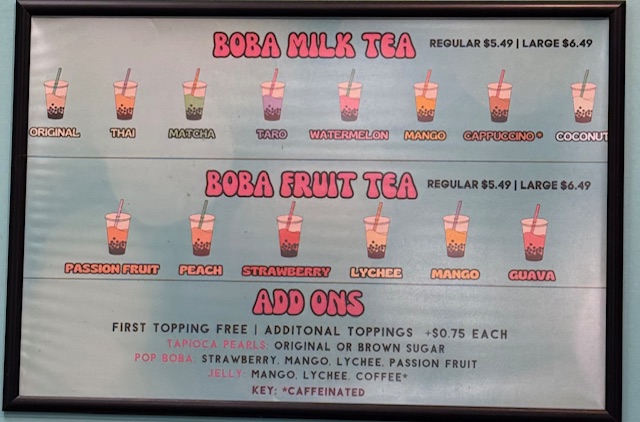 BOBA MILK TEA REGULAR $5.49 | LARGE $6.49
ORIGINAL THAI MATCHA TARO WATERMELON MANGO CAPPUCCINO* COCONUT
BOBA FRUIT TEA REGULAR $5.49 | LARGE $6.49
PASSION FRUIT PEACH STRAWBERRY LYCHEE MANGO GUAVA
ADD ONS
FIRST TOPPING FREE | ADDITONAL TOPPINGS +$0.75 EACH
TAPIOCA PEARLS: ORIGINAL OR BROWN SUGAR
POP BOBA: STRAWBERRY, MANGO, LYCHEE, PASSION FRUIT
JELLY: MANGO, LYCHEE, COFFEE*
KEY: *CAFFEINATED